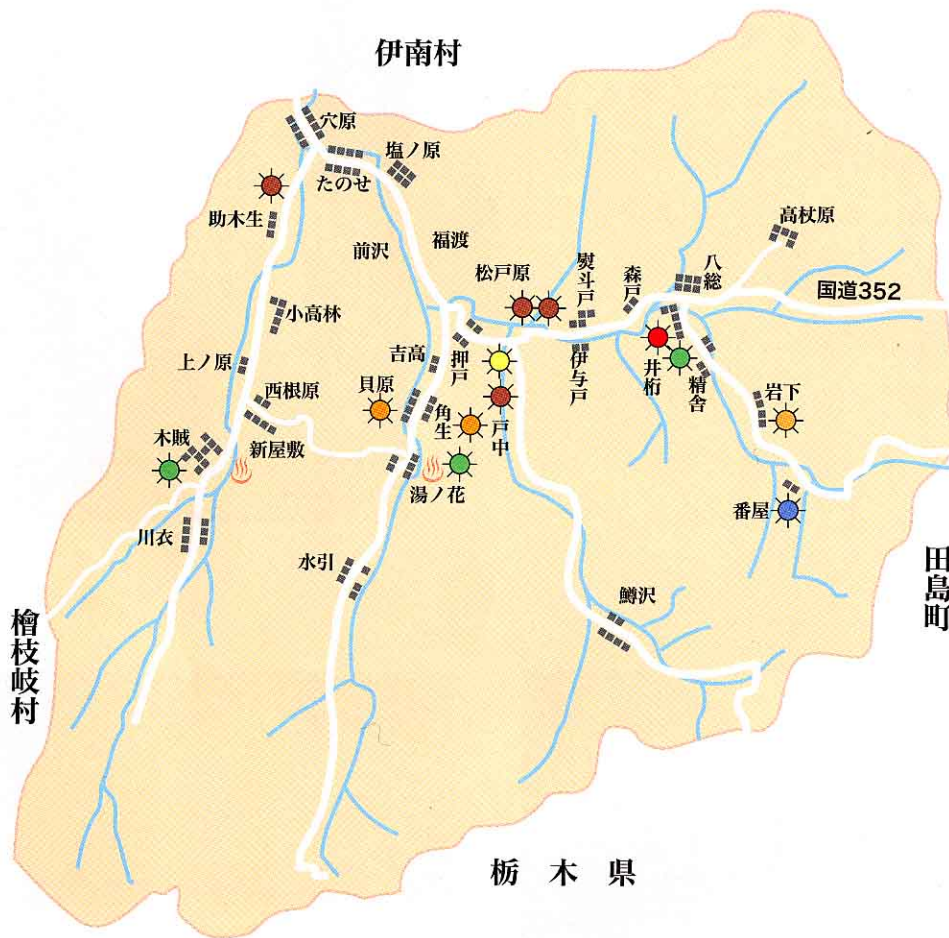 伊南村
穴原
塩ノ原
たのせ
助木生
高杖原
前沢
福渡
松戸原
熨斗戸
森戸
八総
国道352
小高林
上ノ原
吉高
押戸
伊与戸
井桁
精舎
西根原
貝原
角生
戸中
岩下
木賊
新屋敷
湯ノ花
番屋
川衣
水引
鱒沢
田島町
檜枝岐村
栃木県